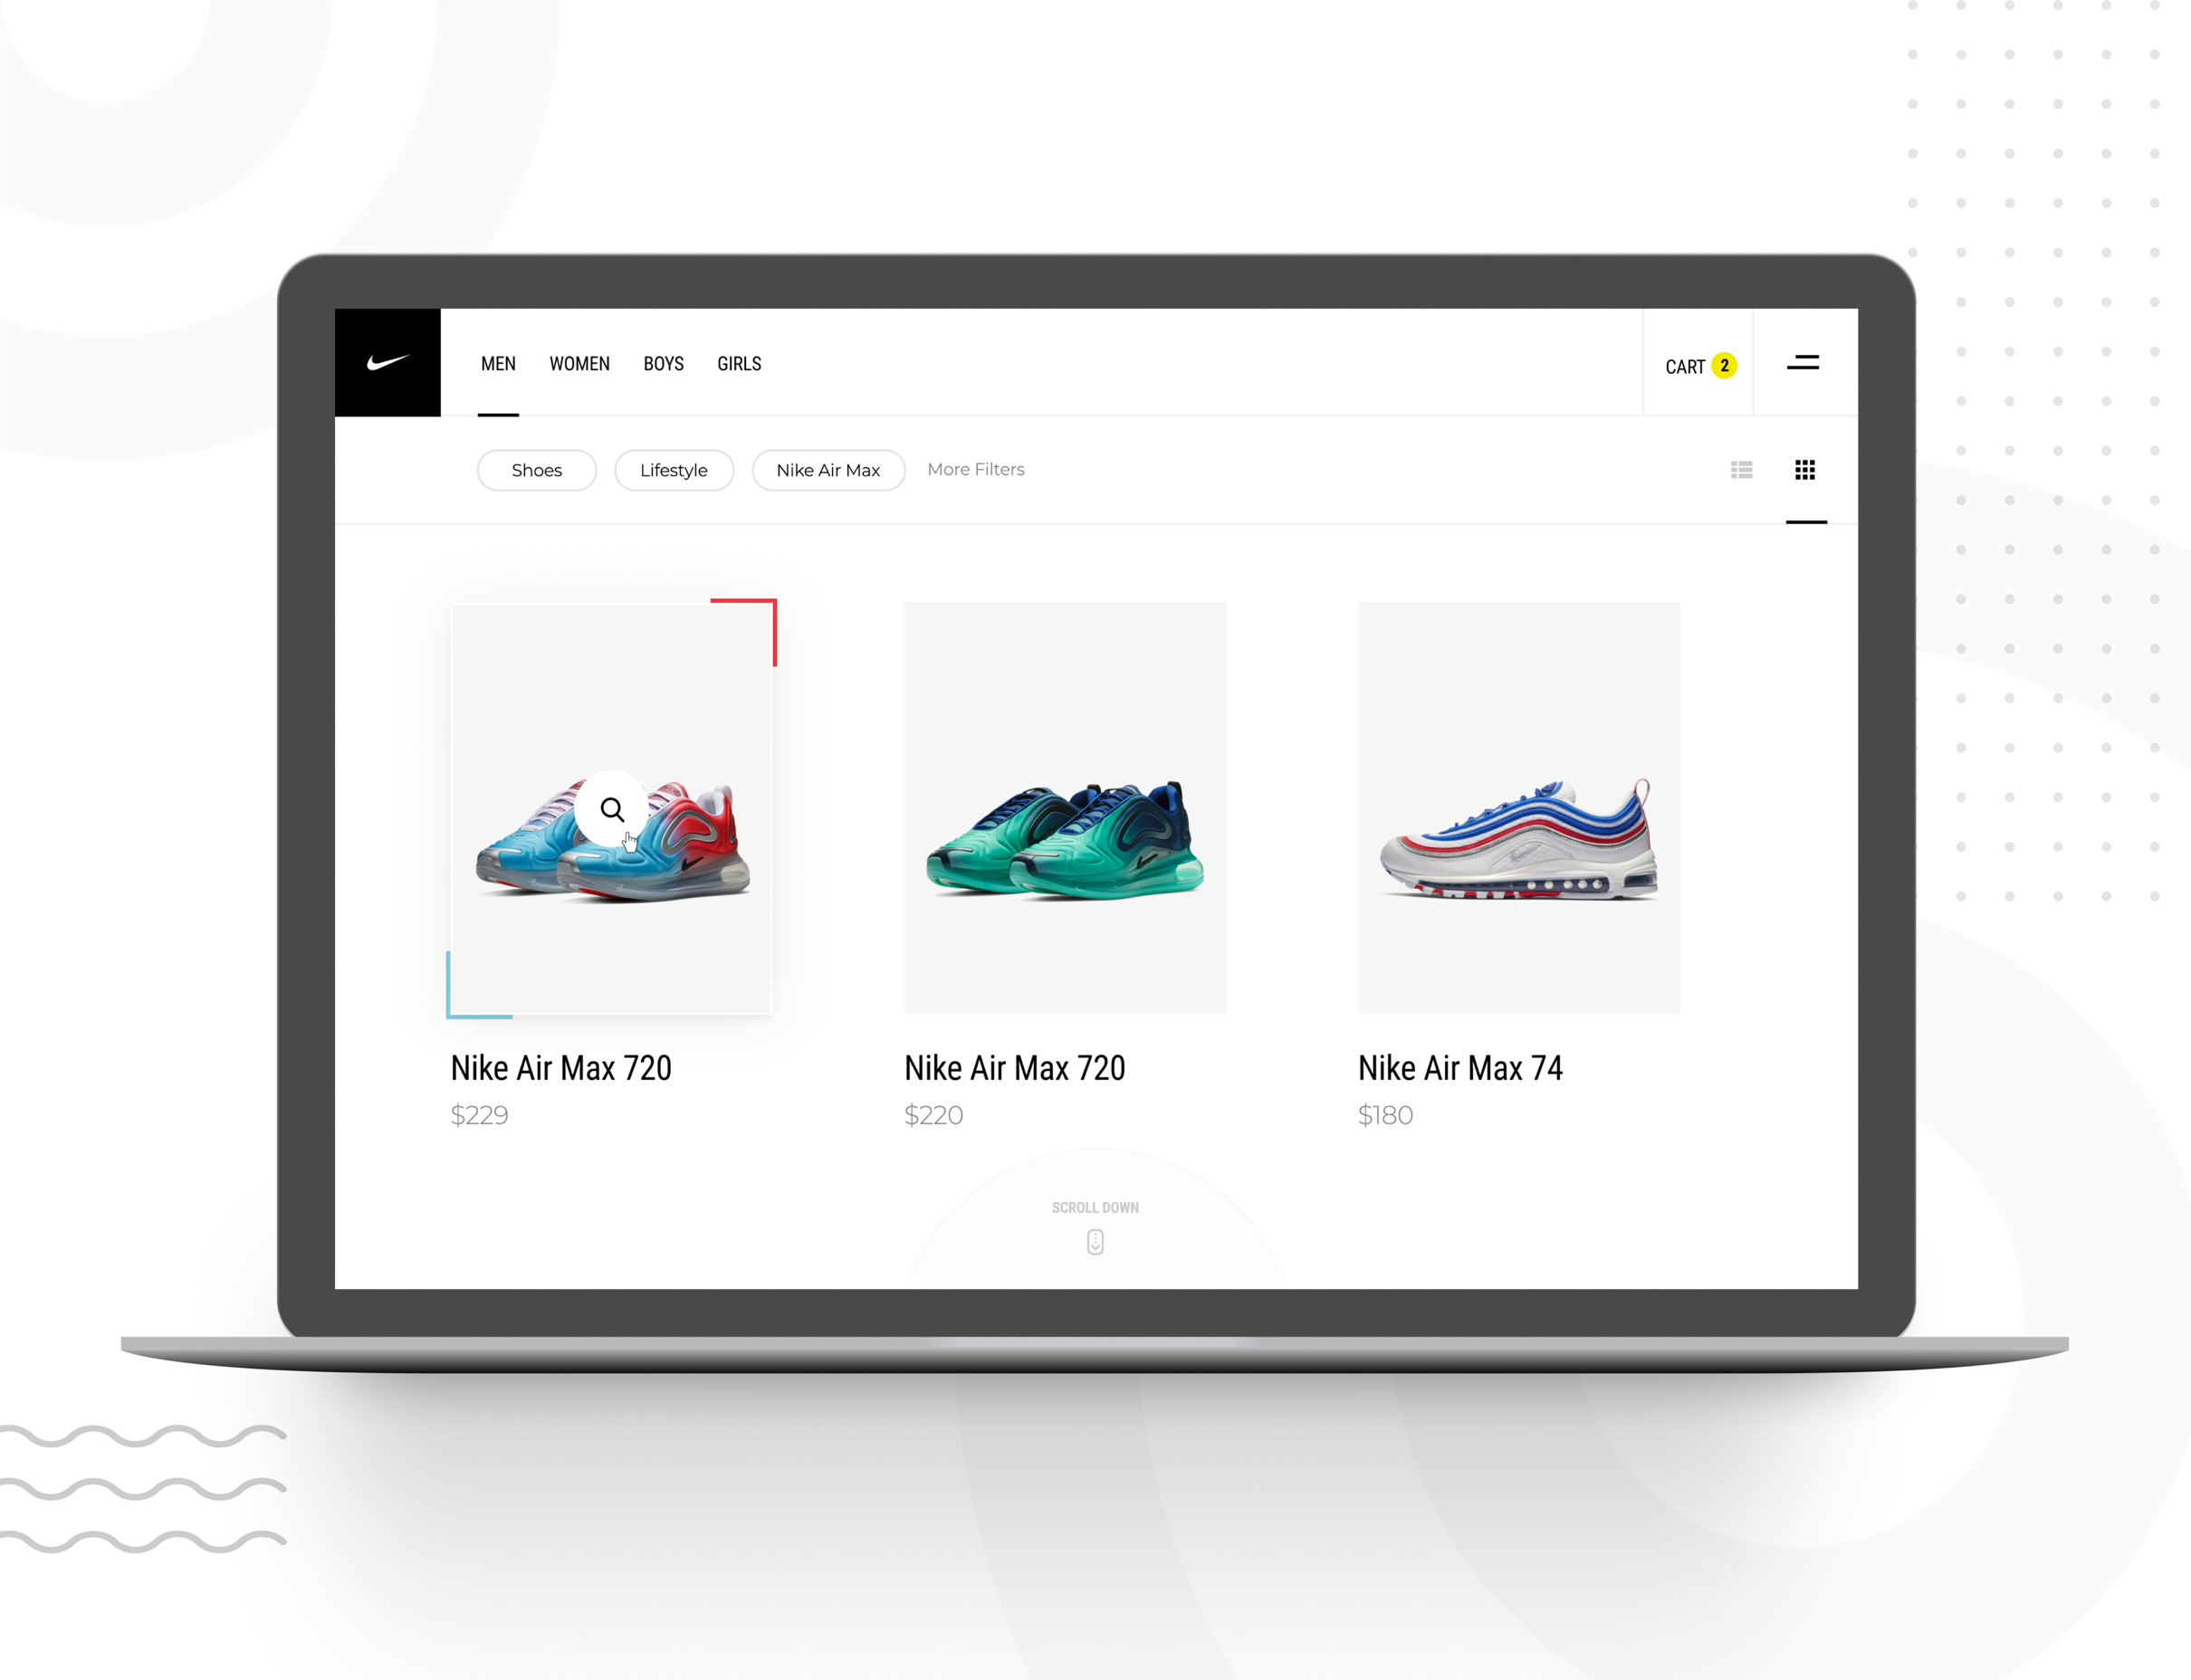 MEN WOMEN BOYS GIRLS CART 2
Shoes Lifestyle Nike Air Max More Filters
Nike Air Max 720 Nike Air Max 720 Nike Air Max 74
$229 $220 $180
SCROLL DOWN